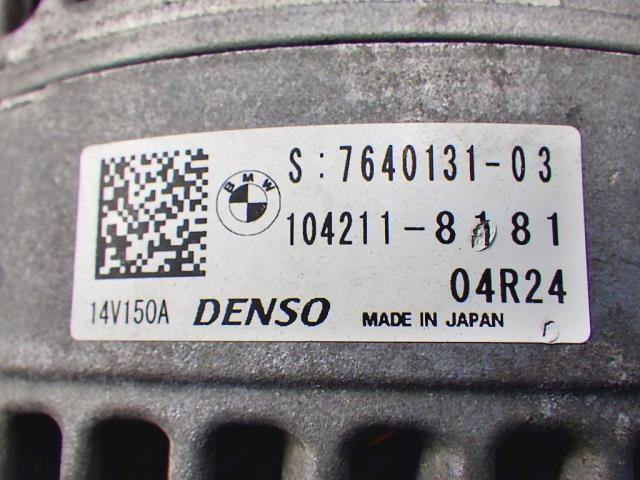 BMW
S:7640131-03
104211-8181
04R24
14V150A DENSO MADE IN JAPAN